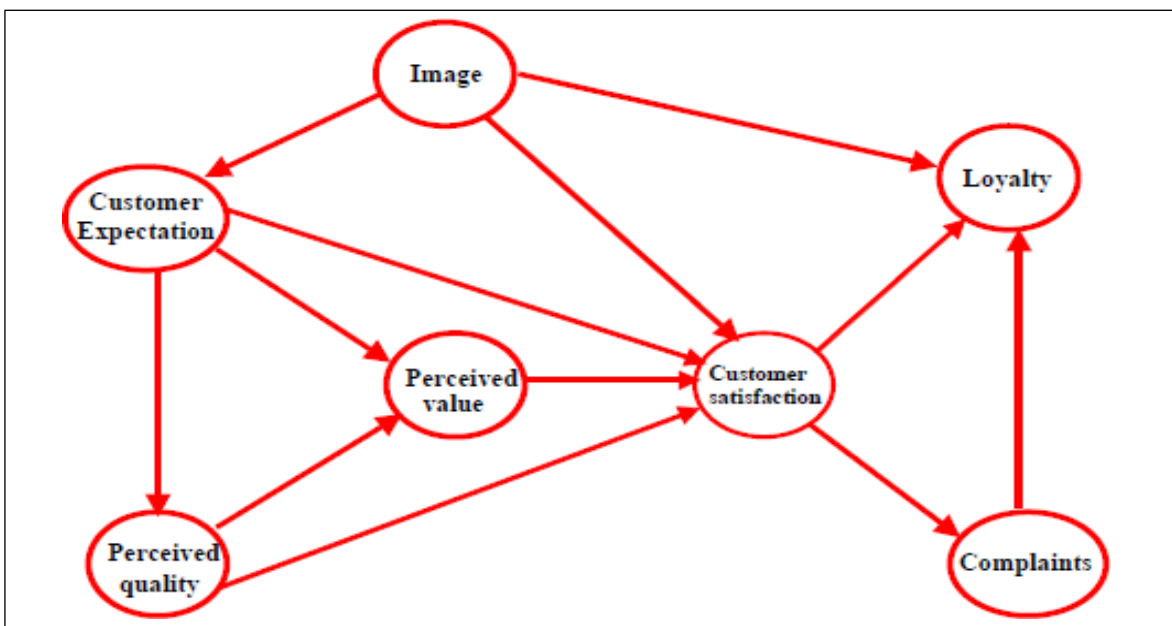 Image
Loyalty
Customer
Expectation
Perceived
value
Customer
satisfaction
Perceived
quality
Complaints